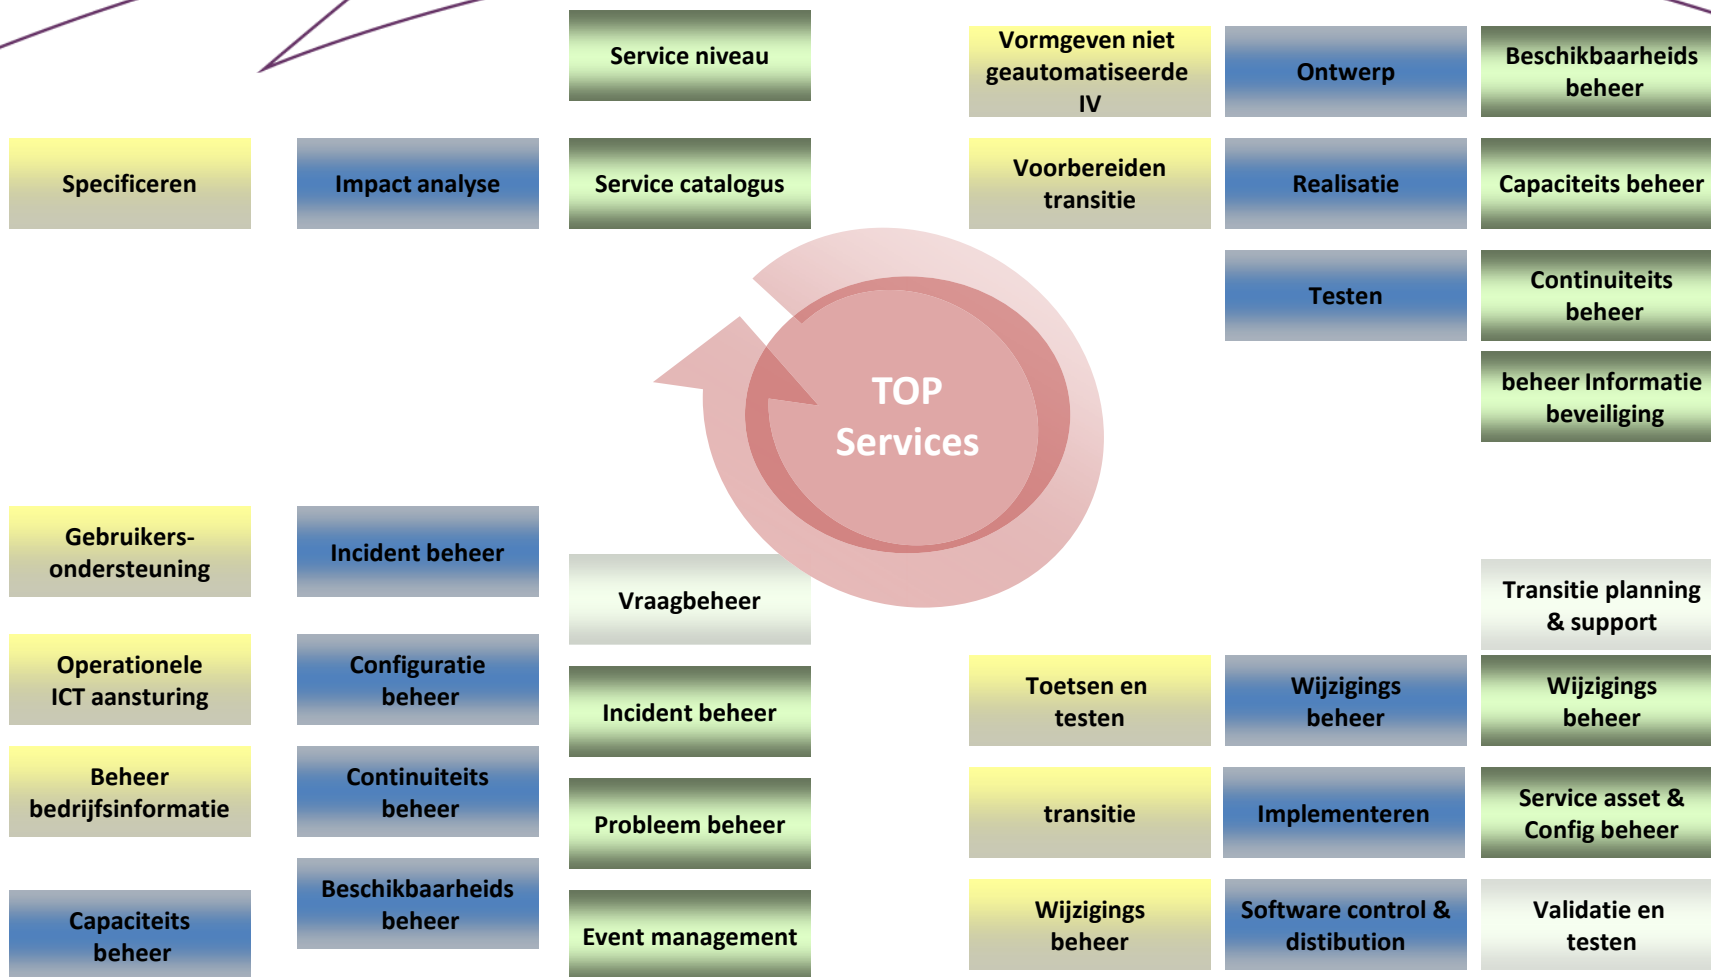 Service niveau
Vormgeven niet
geautomatiseerde
IV
Ontwerp
Beschikbaarheids
beheer
Specificeren
Impact analyse
Service catalogus
Voorbereiden
transitie
Realisatie
Capaciteits beheer
Testen
Continuiteits
beheer
beheer Informatie
beveiliging
TOP
Services
Gebruikers-
ondersteuning
Incident beheer
Vraagbeheer
Transitie planning
& support
Operationele
ICT aansturing
Configuratie
beheer
Incident beheer
Toetsen en
testen
Wijzigings
beheer
Wijzigings
beheer
Beheer
bedrijfsinformatie
Continuiteits
beheer
Probleem beheer
transitie
Implementeren
Service asset &
Config beheer
Capaciteits
beheer
Beschikbaarheids
beheer
Event management
Wijzigings
beheer
Software control &
distibution
Validatie en
testen